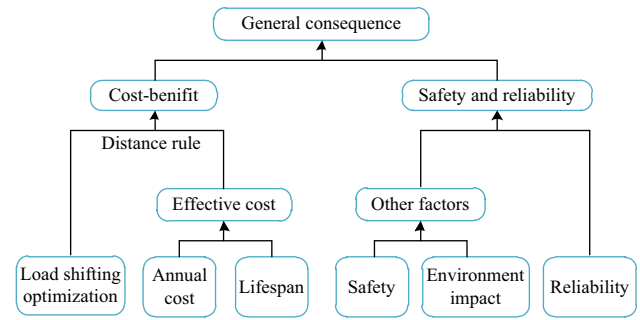 General consequence
Cost-benifit
Safety and reliability
Distance rule
Effective cost
Other factors
Load shifting
optimization
Annual
cost
Lifespan
Safety
Environment
impact
Reliability